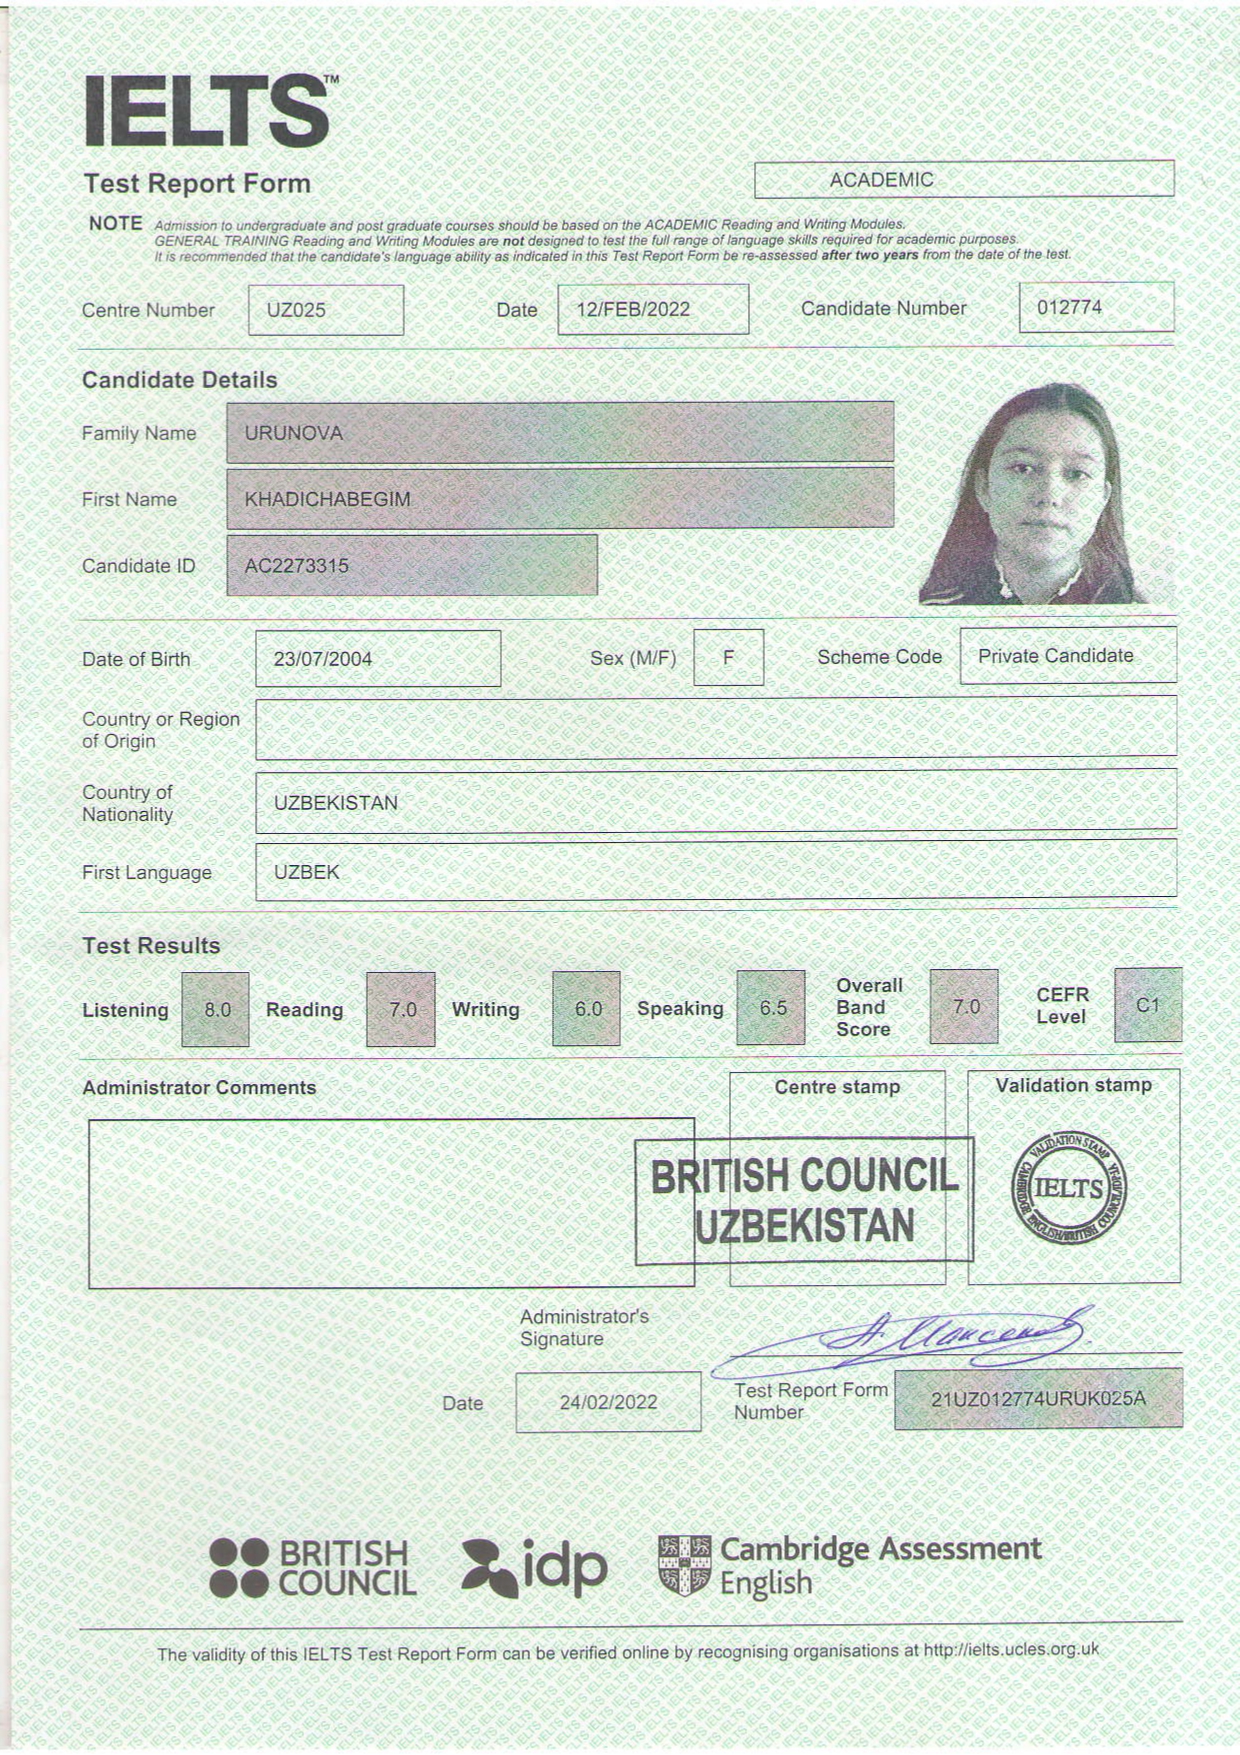 IELTS™
Test Report Form
ACADEMIC
NOTE Admission to undergraduate and post graduate courses should be based on the ACADEMIC Reading and Writing Modules.
GENERAL TRAINING Reading and Writing Modules are not designed to test the full range of language skills required for academic purposes.
It is recommended that the candidate's language ability as indicated in this Test Report Form be re-assessed after two years from the date of the test.
Centre Number UZ025 Date 12/FEB/2022 Candidate Number 012774
Candidate Details
Family Name URUNOVA
First Name KHADICHABEGIM
Candidate ID AC2273315
Date of Birth 23/07/2004 Sex (M/F) F Scheme Code Private Candidate
Country or Region
of Origin
Country of
Nationality
UZBEKISTAN
First Language UZBEK
Test Results
Listening 8.0 Reading 7.0 Writing 6.0 Speaking 6.5
Overall
Band
Score
7.0
CEFR
Level
C1
Administrator Comments
Centre stamp
Validation stamp
BRITISH COUNCIL
UZBEKISTAN
VALIDATION STAMP
IELTS
Administrator's
Signature
Date 24/02/2022
Test Report Form
Number
21UZ012774URUK025A
BRITISH
COUNCIL
idp
Cambridge Assessment
English
The validity of this IELTS Test Report Form can be verified online by recognising organisations at http://ielts.ucles.org.uk